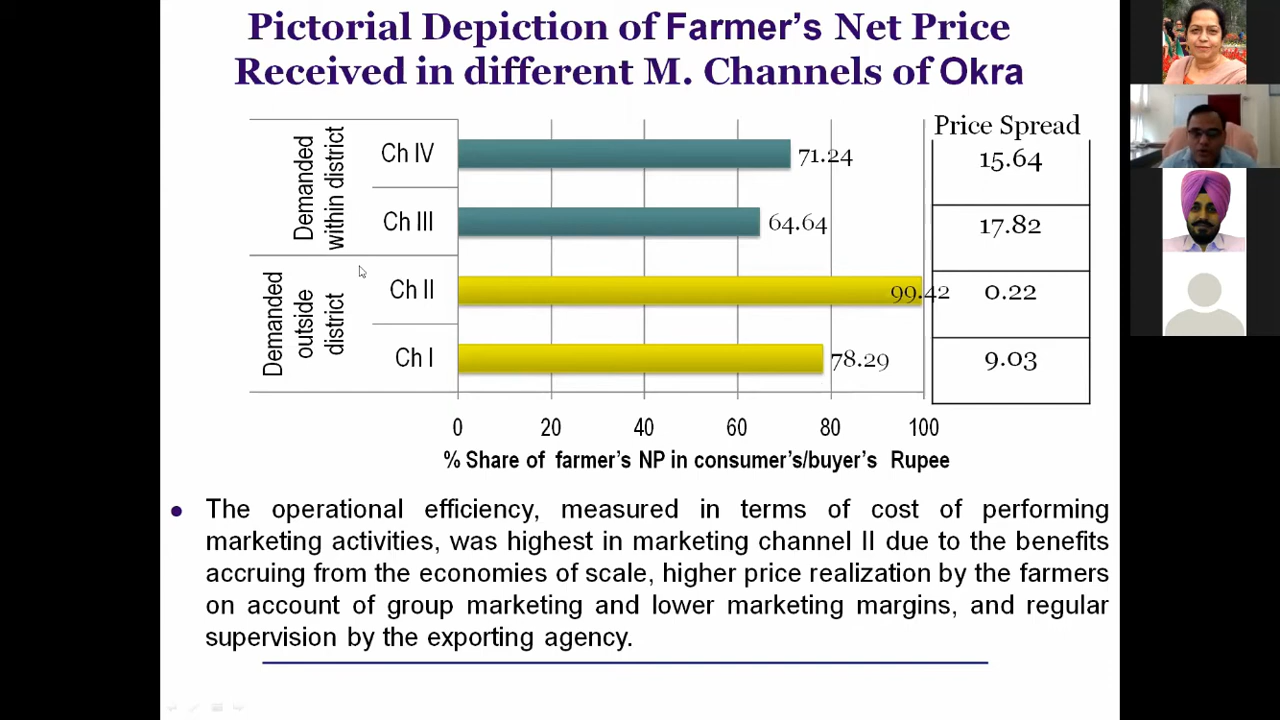 Pictorial Depiction of Farmer's Net Price
Received in different M. Channels of Okra
Price Spread
Demanded
within district
Ch IV
71.24
15.64
Ch III
64.64
17.82
Demanded
outside
district
Ch II
99.42
0.22
Ch I
78.29
9.03
0 20 40 60 80 100
% Share of farmer's NP in consumer's/buyer's Rupee
• The operational efficiency, measured in terms of cost of performing
marketing activities, was highest in marketing channel II due to the benefits
accruing from the economies of scale, higher price realization by the farmers
on account of group marketing and lower marketing margins, and regular
supervision by the exporting agency.